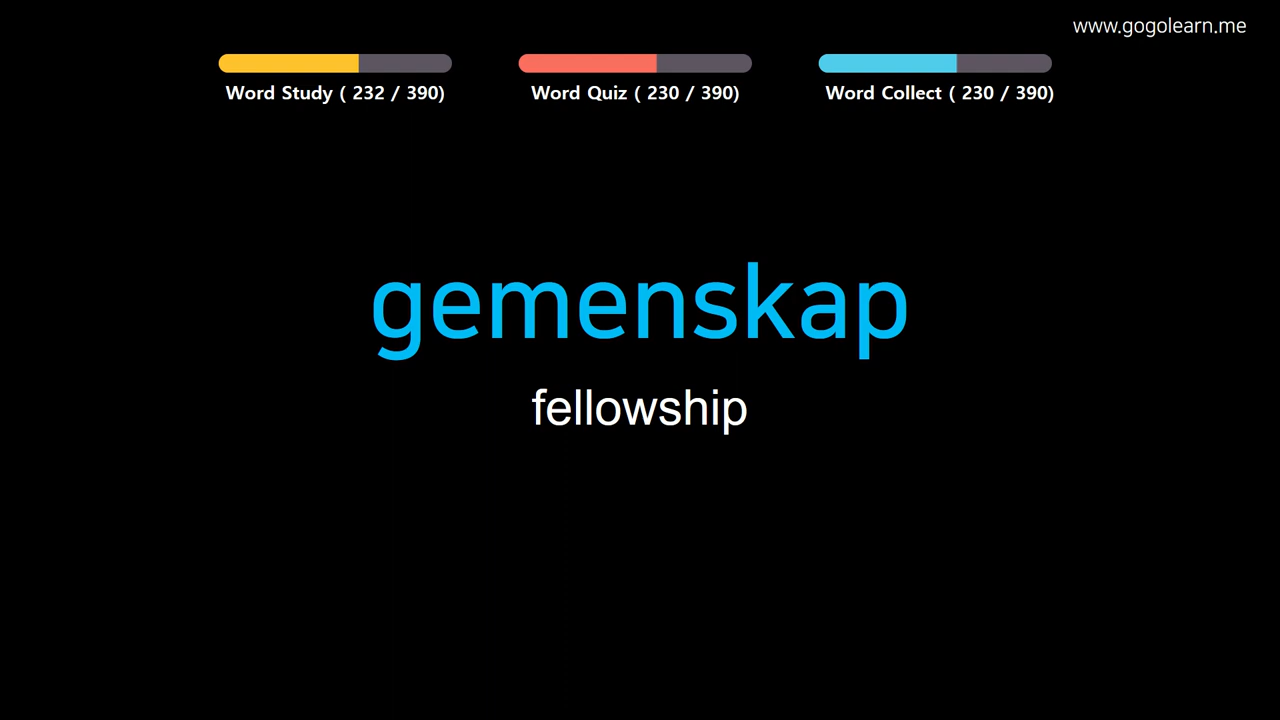 www.gogolearn.me
Word Study ( 232 / 390)
Word Quiz ( 230 / 390)
Word Collect ( 230 / 390)
gemenskap
fellowship